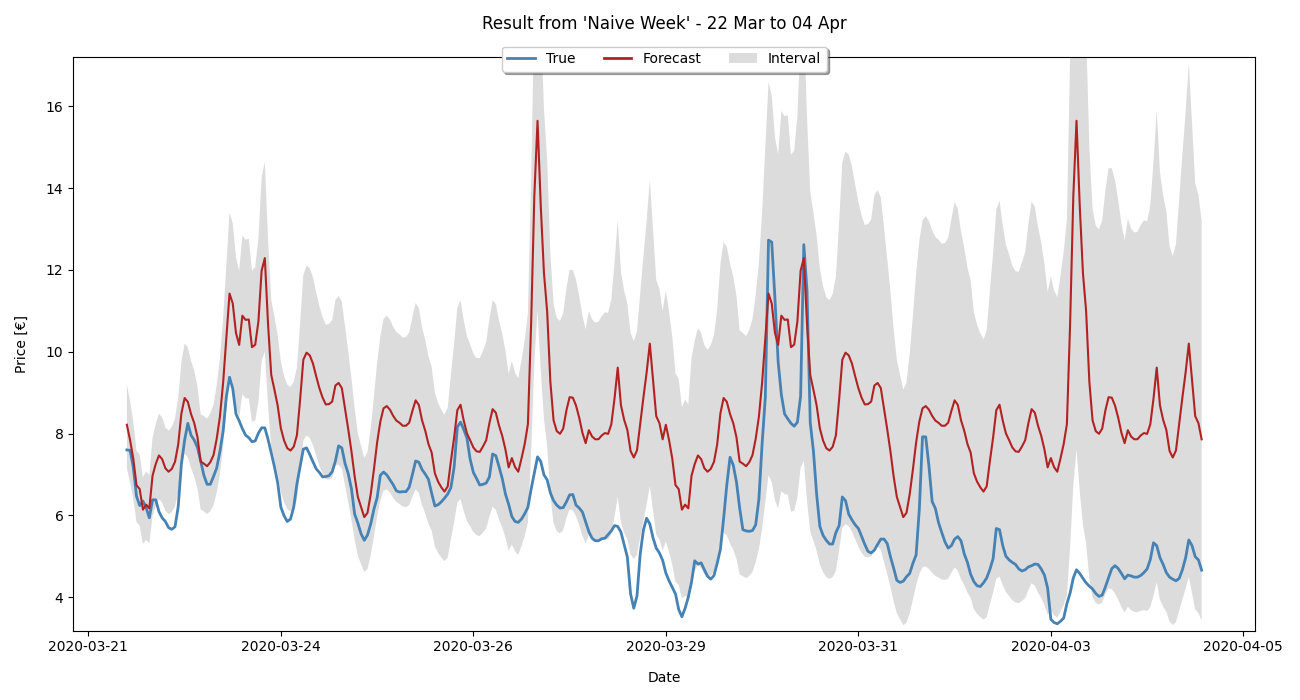 Result from 'Naive Week' - 22 Mar to 04 Apr
True Forecast Interval
Price [€]
16
14
12
10
8
6
4
2020-03-21 2020-03-24 2020-03-26 2020-03-29 2020-03-31 2020-04-03 2020-04-05
Date